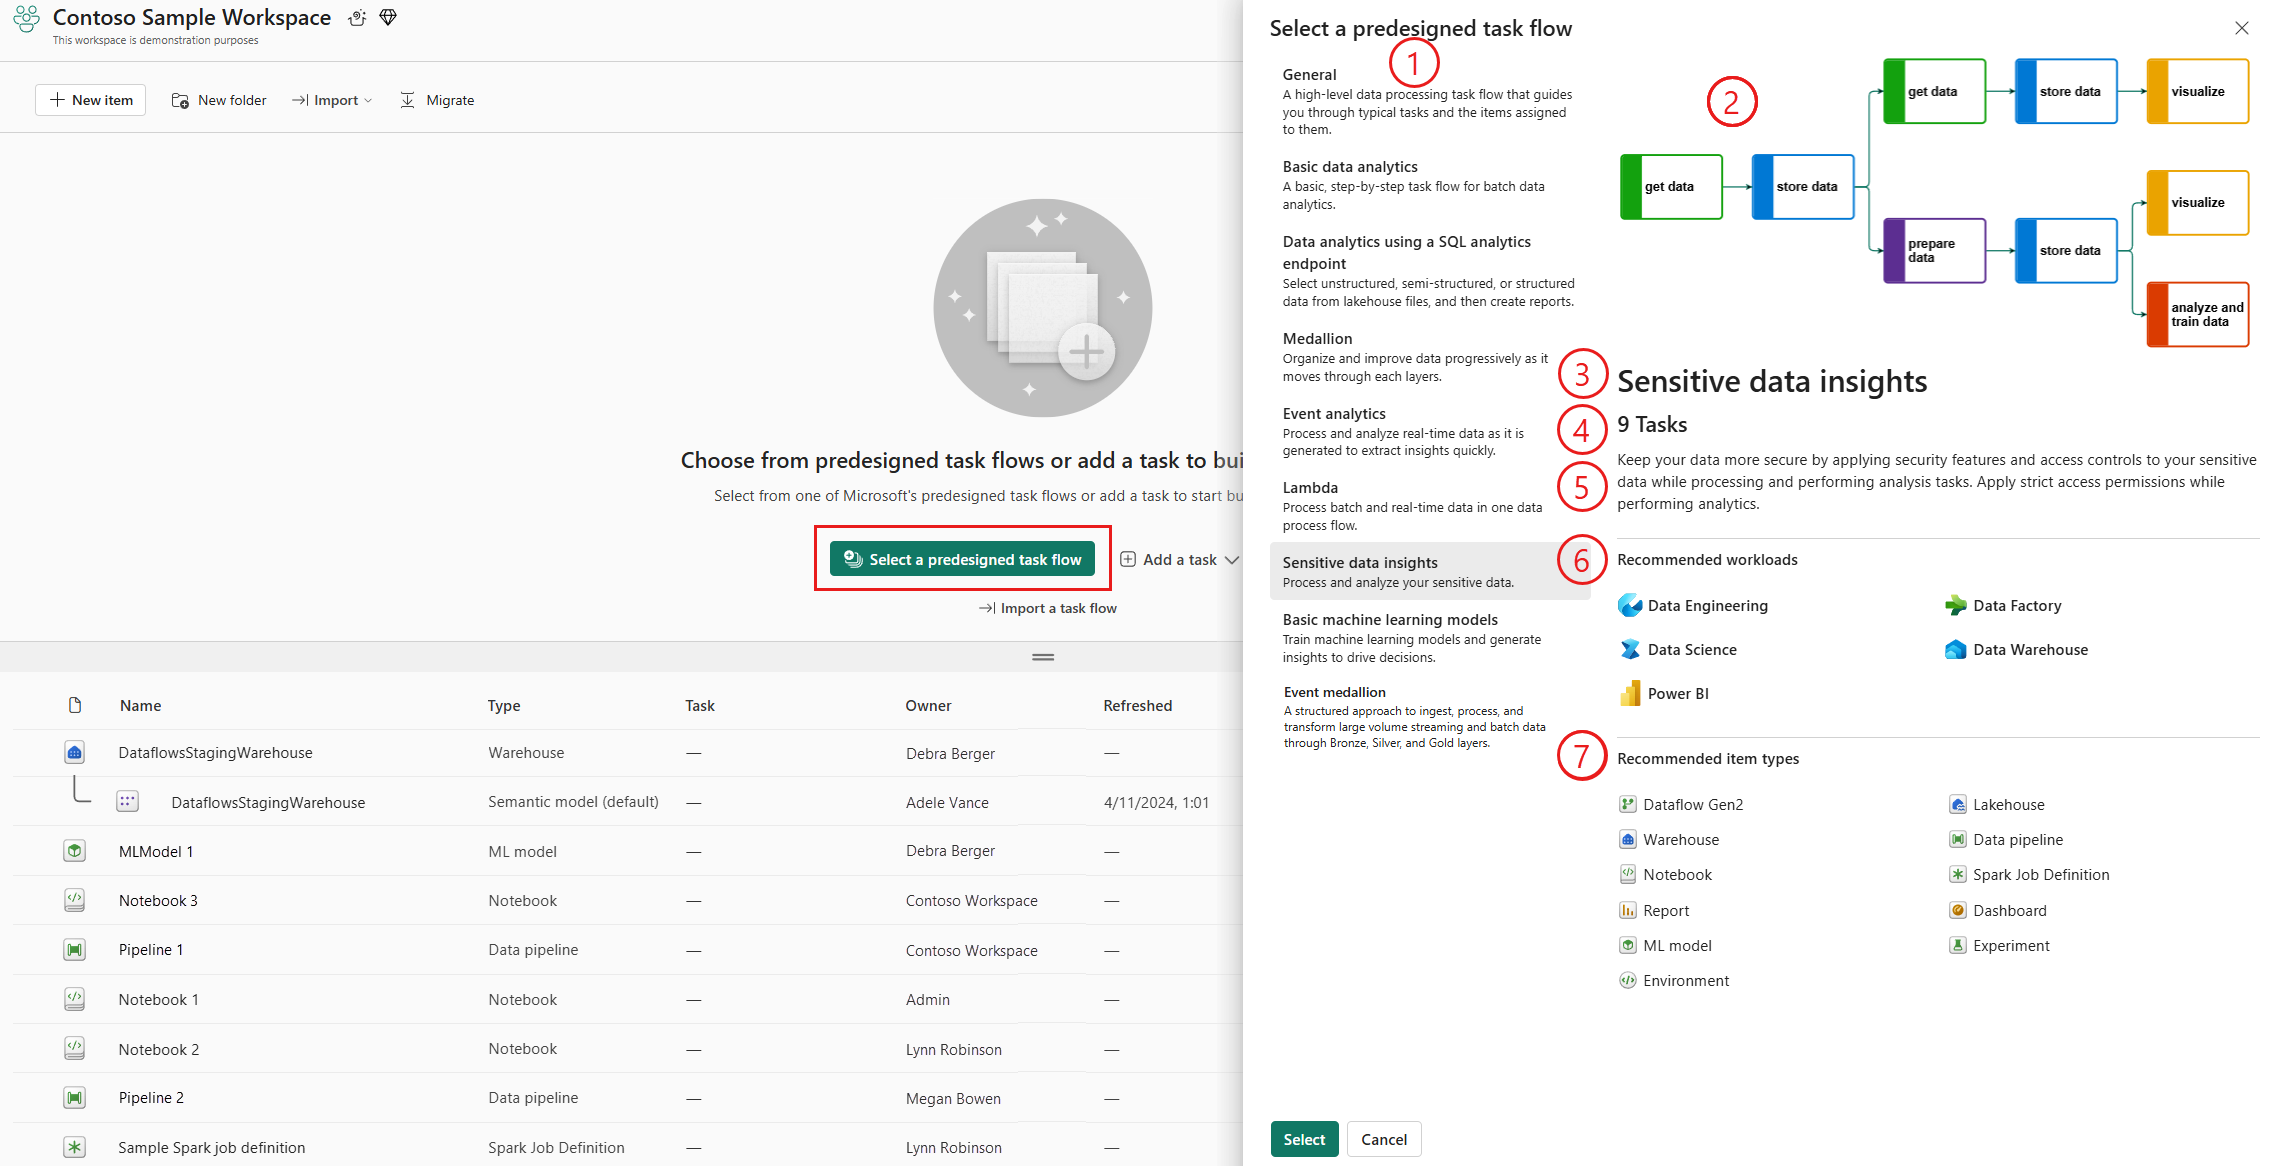 Contoso Sample Workspace
This workspace is demonstration purposes
New item
New folder
Import
Migrate
Choose from predesigned task flows or add a task to bui
Select from one of Microsoft's predesigned task flows or add a task to start bu
Select a predesigned task flow
Add a task
Import a task flow
Name Type Task Owner Refreshed
DataflowsStagingWarehouse Warehouse — Debra Berger —
DataflowsStagingWarehouse Semantic model (default) — Adele Vance 4/11/2024, 1:01
MLModel 1 ML model — Debra Berger —
Notebook 3 Notebook — Contoso Workspace —
Pipeline 1 Data pipeline — Contoso Workspace —
Notebook 1 Notebook — Admin —
Notebook 2 Notebook — Lynn Robinson —
Pipeline 2 Data pipeline — Megan Bowen —
Sample Spark job definition Spark Job Definition — Lynn Robinson —
Select a predesigned task flow
1
General
A high-level data processing task flow that guides
you through typical tasks and the items assigned
to them.
Basic data analytics
A basic, step-by-step task flow for batch data
analytics.
Data analytics using a SQL analytics
endpoint
Select unstructured, semi-structured, or structured
data from lakehouse files, and then create reports.
Medallion
Organize and improve data progressively as it
moves through each layers.
Event analytics
Process and analyze real-time data as it is
generated to extract insights quickly.
Lambda
Process batch and real-time data in one data
process flow.
Sensitive data insights
Process and analyze your sensitive data.
Basic machine learning models
Train machine learning models and generate
insights to drive decisions.
Event medallion
A structured approach to ingest, process, and
transform large volume streaming and batch data
through Bronze, Silver, and Gold layers.
Select
Cancel
2
get data
store data
get data
store data
visualize
prepare
data
store data
visualize
analyze and
train data
3
Sensitive data insights
4
9 Tasks
5
Keep your data more secure by applying security features and access controls to your sensitive
data while processing and performing analysis tasks. Apply strict access permissions while
performing analytics.
6
Recommended workloads
Data Engineering
Data Factory
Data Science
Data Warehouse
Power BI
7
Recommended item types
Dataflow Gen2
Lakehouse
Warehouse
Data pipeline
Notebook
Spark Job Definition
Report
Dashboard
ML model
Experiment
Environment